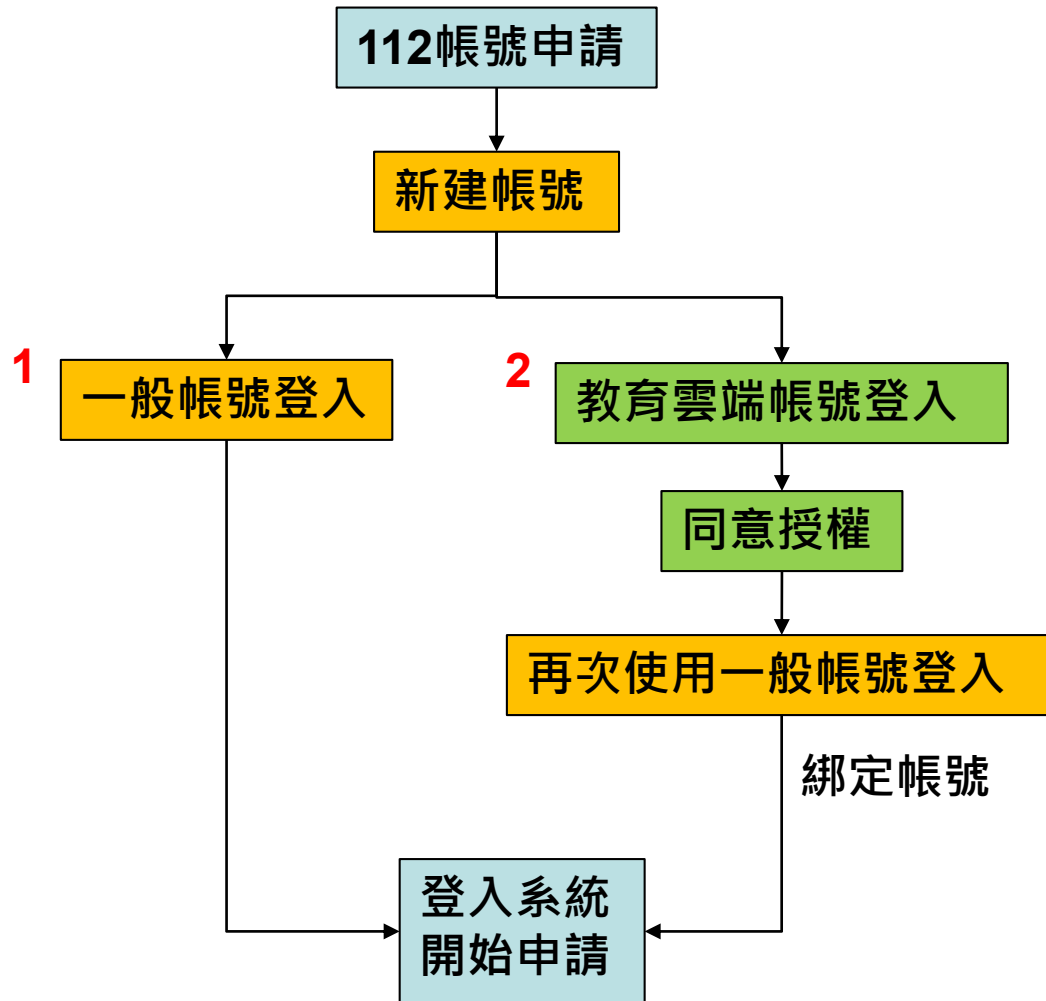 112帳號申請
新建帳號
1
一般帳號登入
2
教育雲端帳號登入
同意授權
再次使用一般帳號登入
綁定帳號
登入系統
開始申請